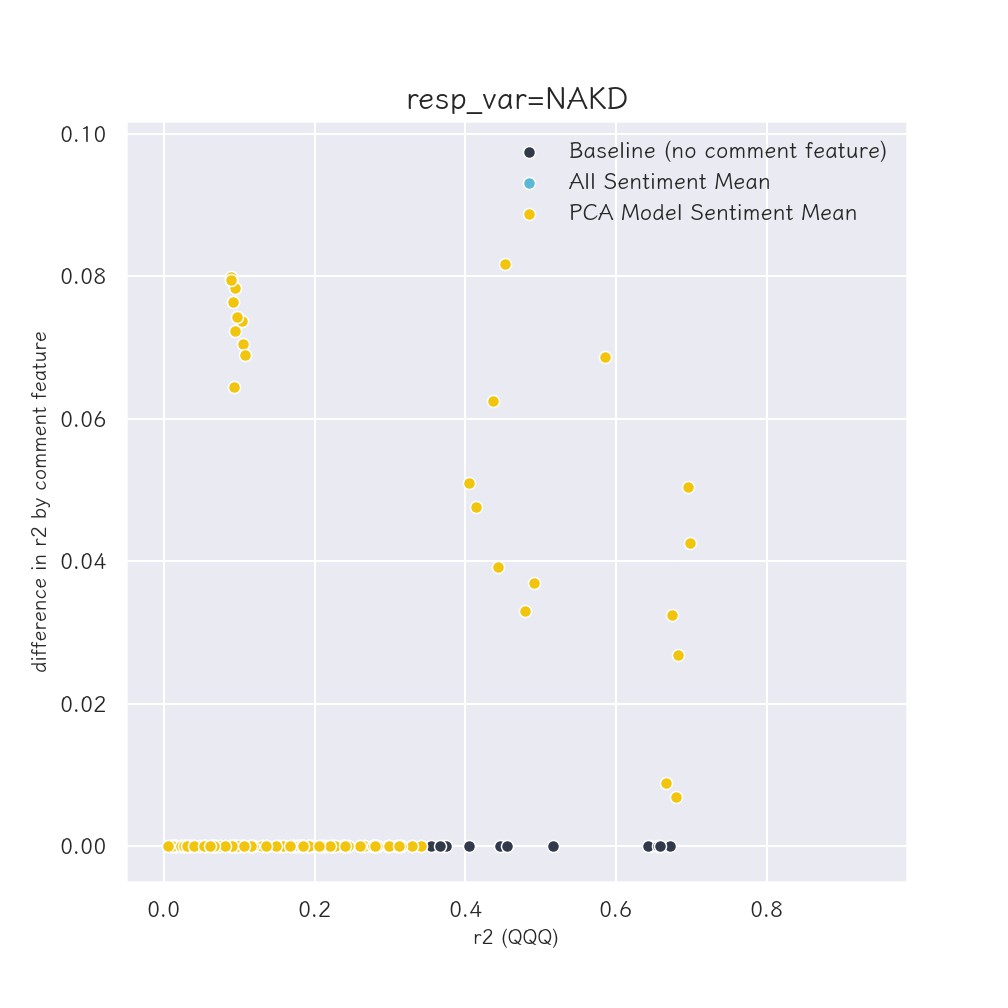 resp_var=NAKD
Baseline (no comment feature)
All Sentiment Mean
PCA Model Sentiment Mean
difference in r2 by comment feature
0.10
0.08
0.06
0.04
0.02
0.00
0.0 0.2 0.4 0.6 0.8
r2 (QQQ)